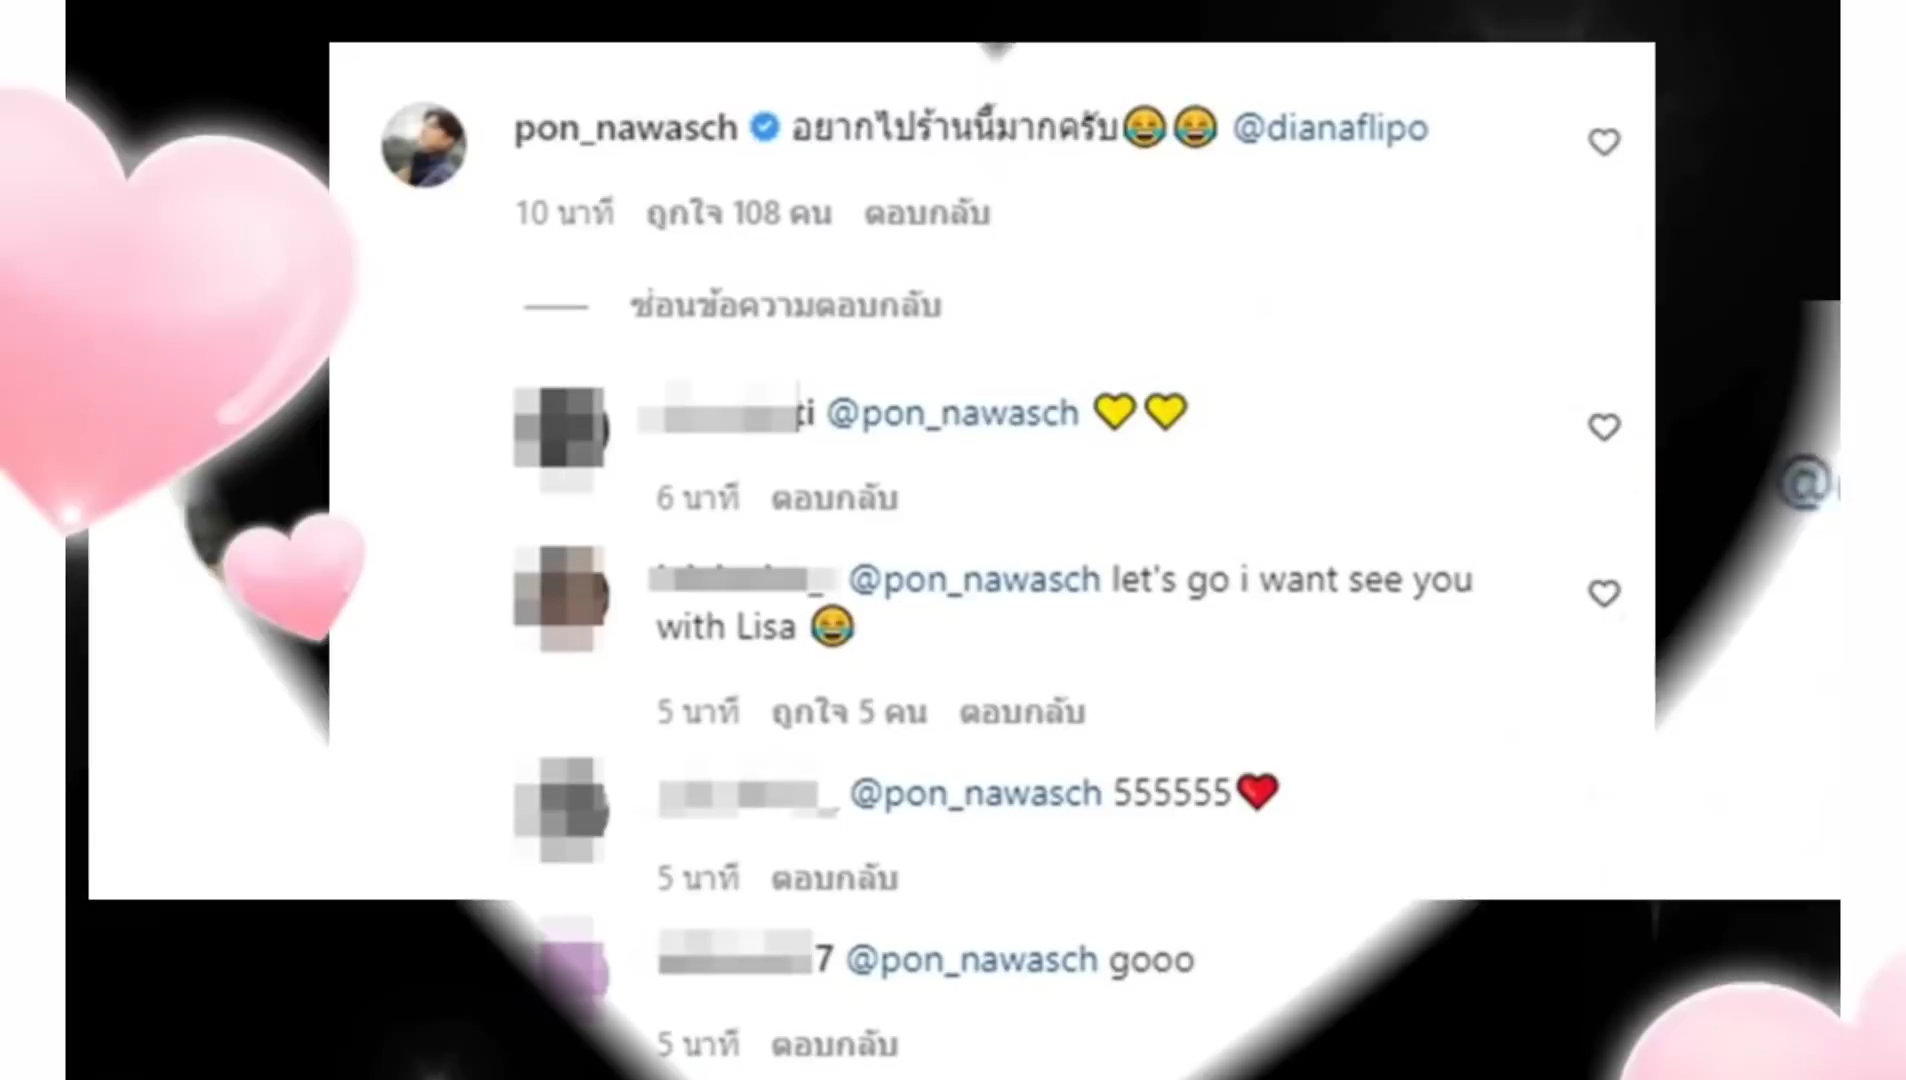 pon_nawasch อยากไปร้านนี้มากครับ😂😂 @dianaflipo
10 นาที ถูกใจ 108 คน ตอบกลับ
ซ่อนข้อความตอบกลับ
@pon_nawasch 💛💛
6 นาที ตอบกลับ
@pon_nawasch let's go i want see you
with Lisa 😂
5 นาที ถูกใจ 5 คน ตอบกลับ
@pon_nawasch 555555❤️
5 นาที ตอบกลับ
7 @pon_nawasch gooo
5 นาที ตอบกลับ
@